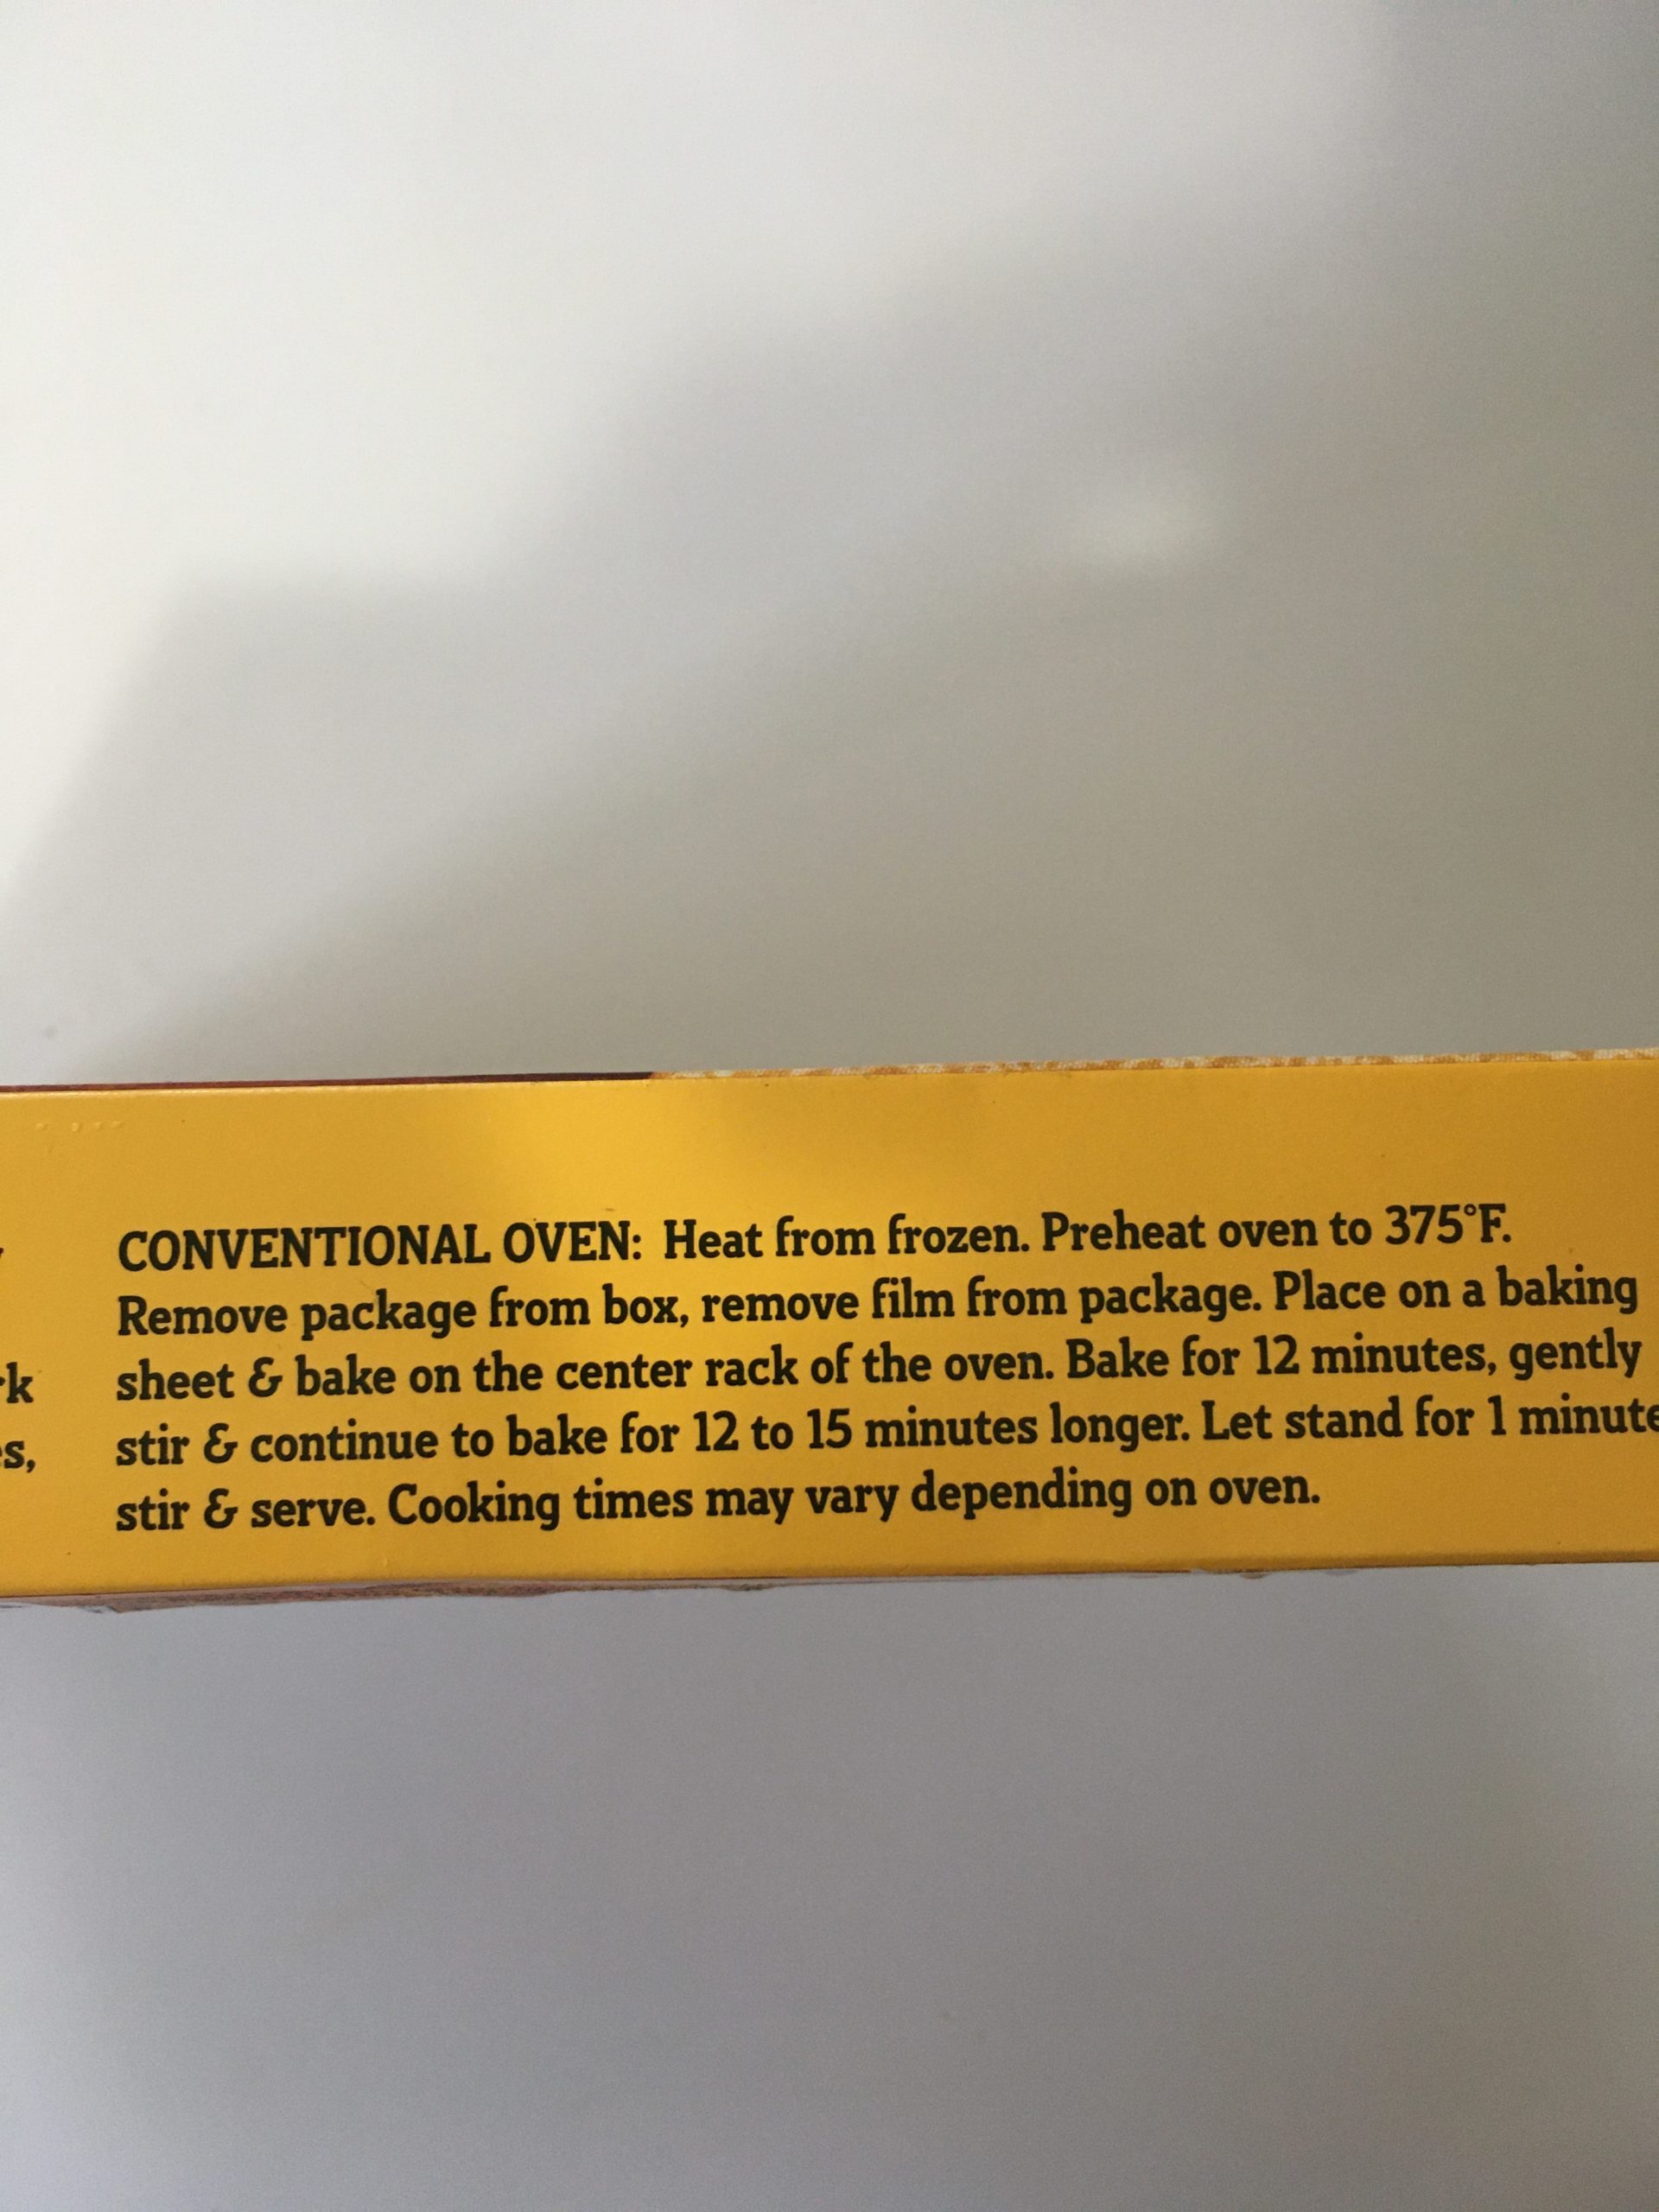 CONVENTIONAL OVEN: Heat from frozen. Preheat oven to 375°F.
Remove package from box, remove film from package. Place on a baking
k sheet & bake on the center rack of the oven. Bake for 12 minutes, gently
s, stir & continue to bake for 12 to 15 minutes longer. Let stand for 1 minute
stir & serve. Cooking times may vary depending on oven.